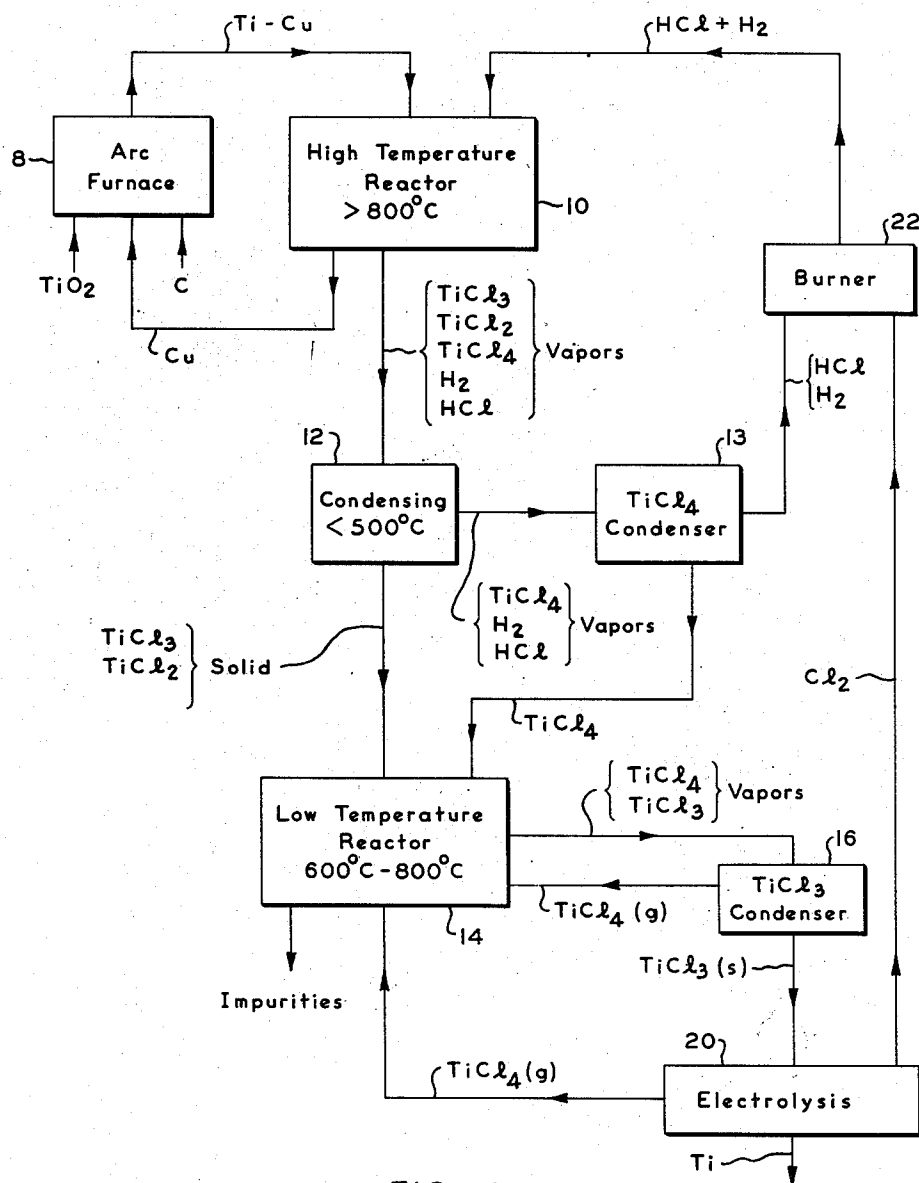 Ti-Cu
HCl + H2
8
Arc
Furnace
High Temperature
Reactor
> 800°C
10
TiO2
C
Cu
22
Burner
TiCl3
TiCl2
TiCl4
H2
HCl
Vapors
HCl
H2
12
Condensing
< 500°C
13
TiCl4
Condenser
TiCl4
H2
HCl
Vapors
TiCl3
TiCl2
Solid
Cl2
TiCl4
Low Temperature
Reactor
600°C-800°C
14
TiCl4
TiCl3
Vapors
16
TiCl3
Condenser
TiCl4(g)
TiCl3(s)
Impurities
20
Electrolysis
TiCl4(g)
Ti